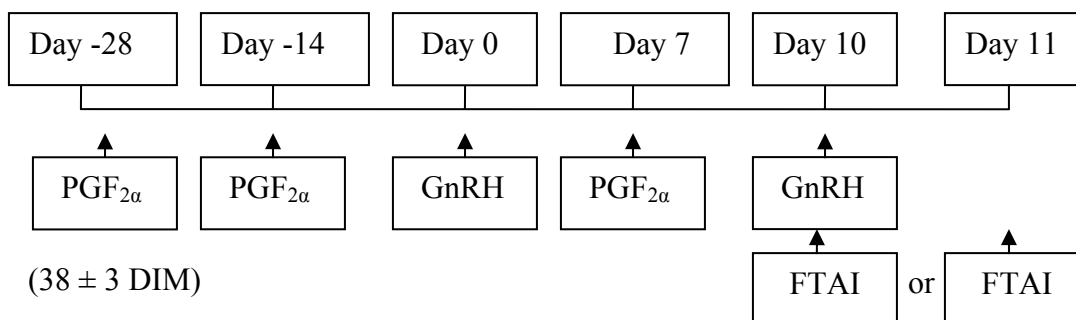 Day -28 Day -14 Day 0 Day 7 Day 10 Day 11
PGF2α PGF2α GnRH PGF2α GnRH
(38 ± 3 DIM) FTAI or FTAI